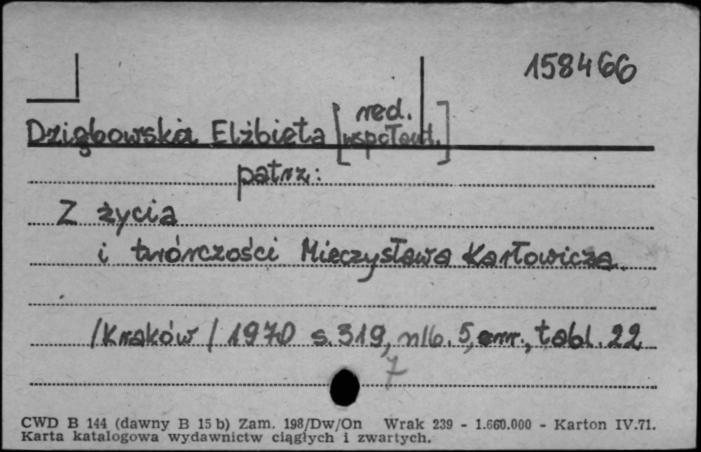 158466
Dziębowska Elżbieta [red.
współaut.]
patrz:
Z życia
i twórczości Mieczysława Karłowicza
/Kraków/ 1970 s. 319, nlb. 5, err., tabl. 22
7
CWD B 144 (dawny B 15 b) Zam. 198/Dw/On Wrak 239 - 1.660.000 - Karton IV.71.
Karta katalogowa wydawnictw ciągłych i zwartych.